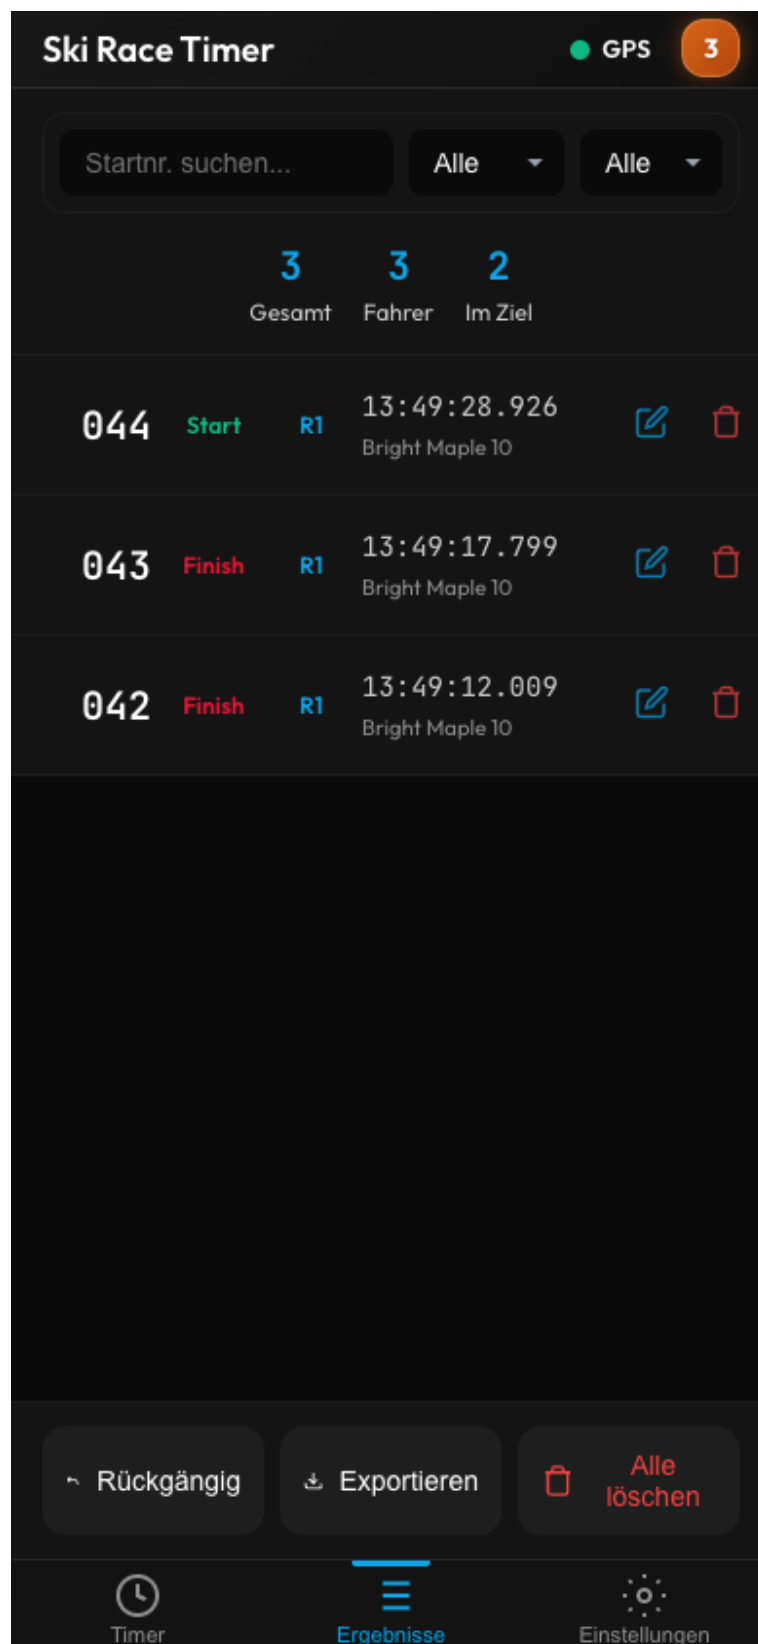 Ski Race Timer
GPS
3
Startnr. suchen...
Alle
Alle
3 3 2
Gesamt Fahrer Im Ziel
044 Start R1 13:49:28.926
Bright Maple 10
043 Finish R1 13:49:17.799
Bright Maple 10
042 Finish R1 13:49:12.009
Bright Maple 10
Rückgängig
Exportieren
Alle
löschen
Timer
Ergebnisse
Einstellungen